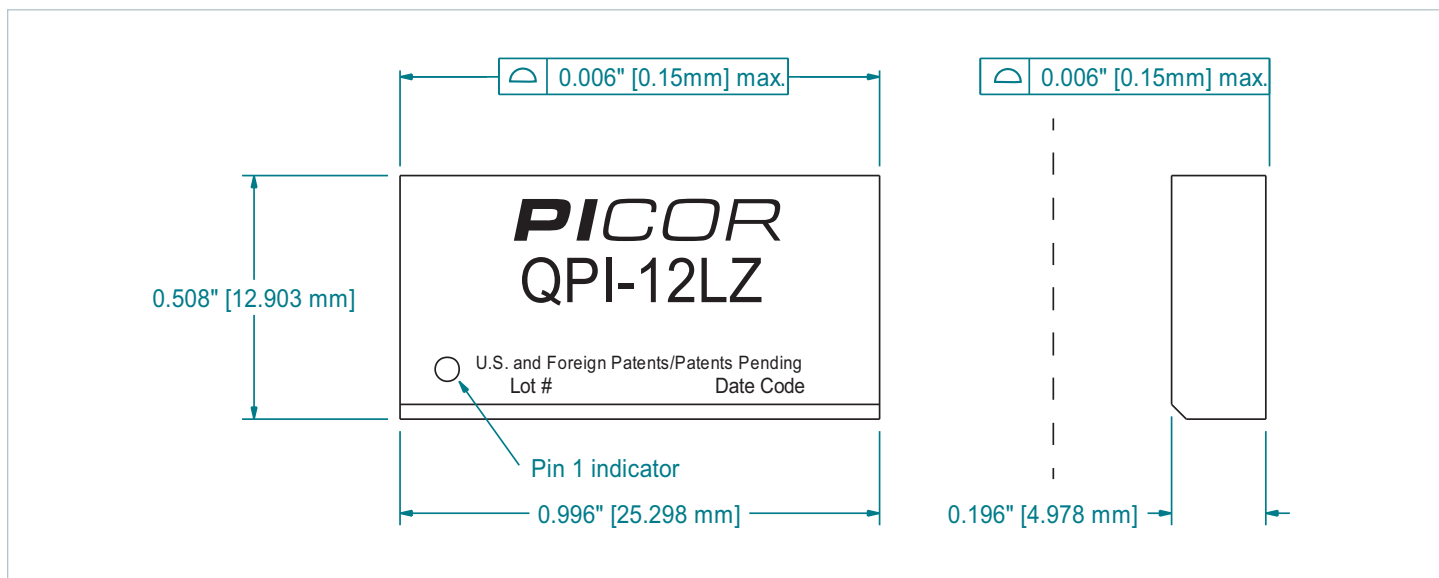 0.006" [0.15mm] max.
0.006" [0.15mm] max.
PICOR
QPI-12LZ
0.508" [12.903 mm]
U.S. and Foreign Patents/Patents Pending
Lot # Date Code
Pin 1 indicator
0.996" [25.298 mm]
0.196" [4.978 mm]